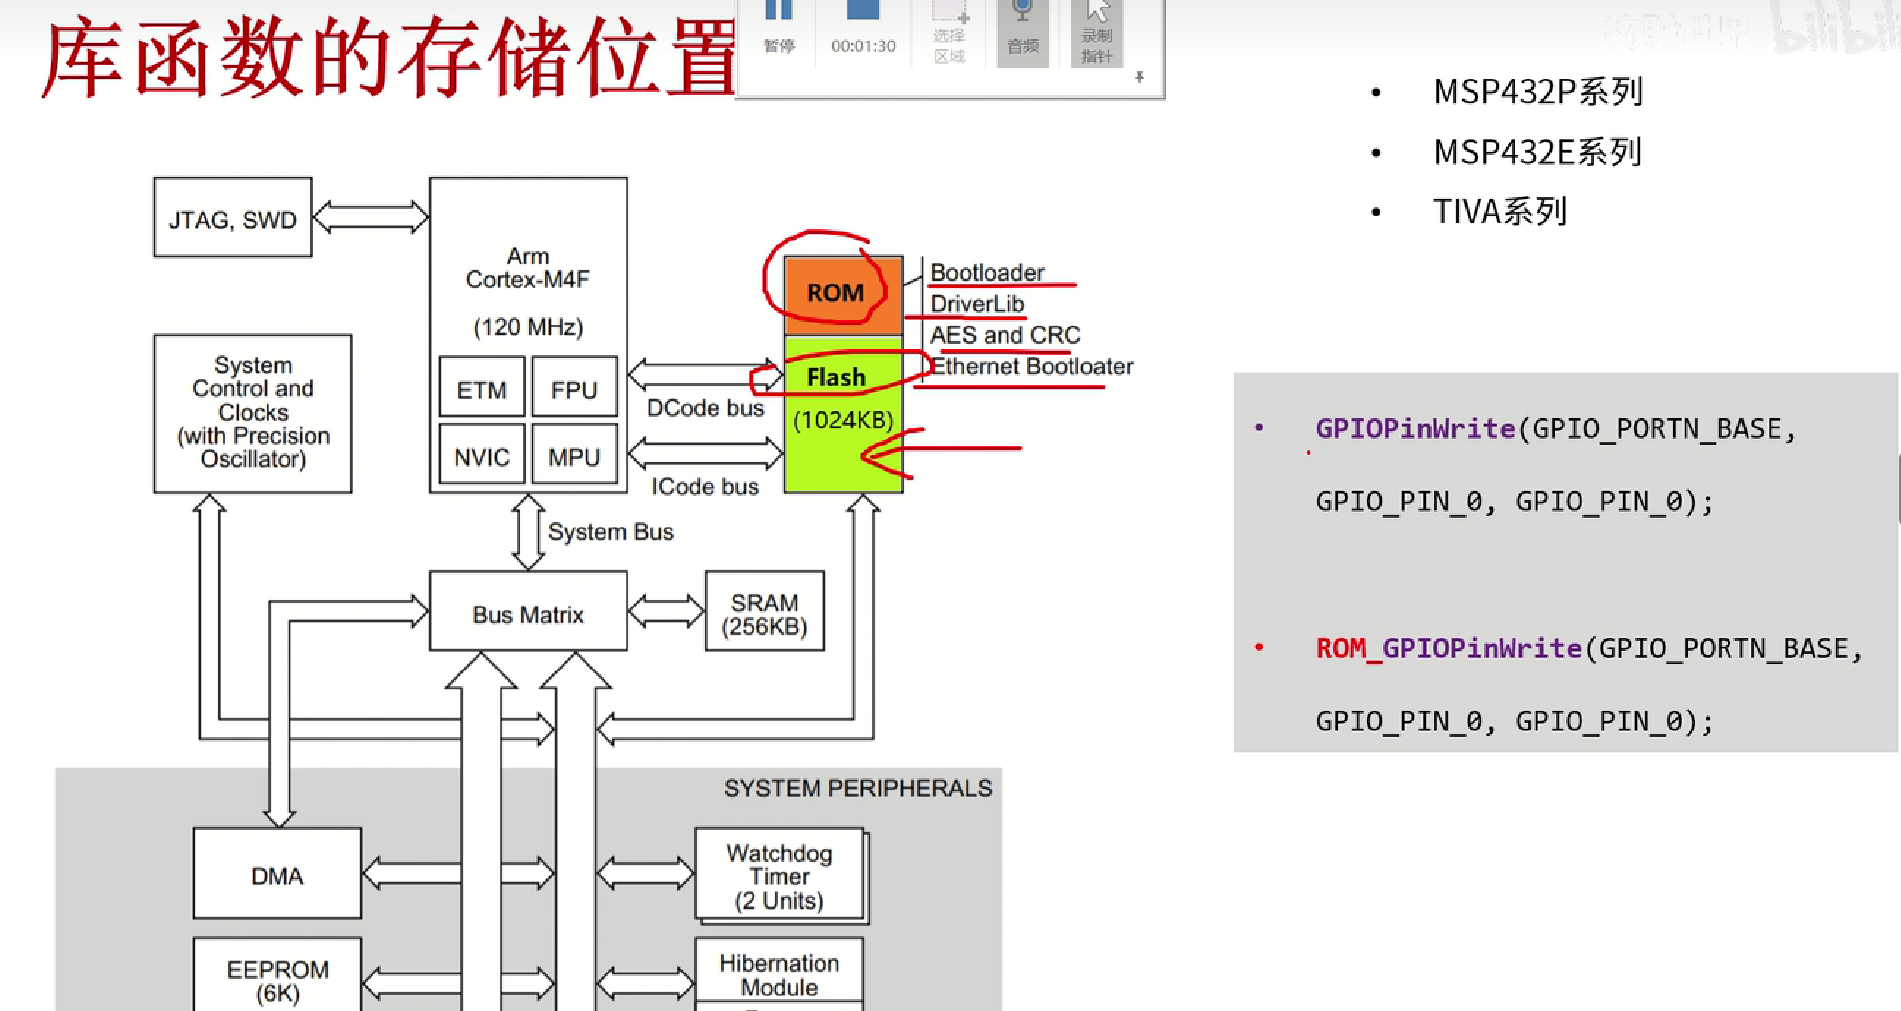 库函数的存储位置
暂停
00:01:30
选择
区域
音频
录制
指针
bilibili
MSP432P系列
MSP432E系列
TIVA系列
JTAG, SWD
Arm
Cortex-M4F
(120 MHz)
ETM
FPU
NVIC
MPU
System
Control and
Clocks
(with Precision
Oscillator)
ROM
Flash
(1024KB)
Bootloader
DriverLib
AES and CRC
Ethernet Bootloater
DCode bus
ICode bus
System Bus
Bus Matrix
SRAM
(256KB)
SYSTEM PERIPHERALS
DMA
Watchdog
Timer
(2 Units)
EEPROM
(6K)
Hibernation
Module
GPIOPinWrite(GPIO_PORTN_BASE,
GPIO_PIN_0, GPIO_PIN_0);
ROM_GPIOPinWrite(GPIO_PORTN_BASE,
GPIO_PIN_0, GPIO_PIN_0);